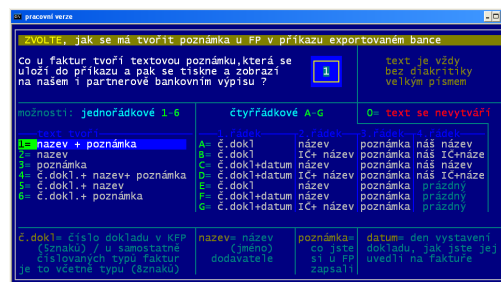 pracovní verze
ZVOLTE, jak se má tvořit poznámka u FP v příkazu exportovaném bance
Co u faktur tvoří textovou poznámku,která se
uloží do příkazu a pak se tiskne a zobrazí
na našem i partnerově bankovním výpisu ?
1
text je vždy
bez diakritiky
velkým písmem
možnosti: jednořádkové 1-6 čtyřřádkové A-G 0= text se nevytváří
text tvoří 1.řádek 2.řádek 3.řádek 4.řádek
1= název + poznámka A= č.dokl název poznámka náš název
2= název B= č.dokl IČ+ název poznámka náš IČ+náze
3= poznámka C= č.dokl+datum název poznámka náš název
4= č.dokl.+ název+ poznámka D= č.dokl+datum IČ+ název poznámka náš IČ+náze
5= č.dokl.+ název E= č.dokl název poznámka prázdný
6= č.dokl.+ poznámka F= č.dokl+datum název poznámka prázdný
G= č.dokl+datum IČ+ název poznámka prázdný
č.dokl= číslo dokladu v KFP
(5znaků) / u samostatně
číslovaných typů faktur
je to včetně typu (8znaků)
název= název
(jméno)
dodavatele
poznámka=
co jste
si u FP
zapsali
datum= den vystavení
dokladu, jak jste jej
uvedli na faktuře